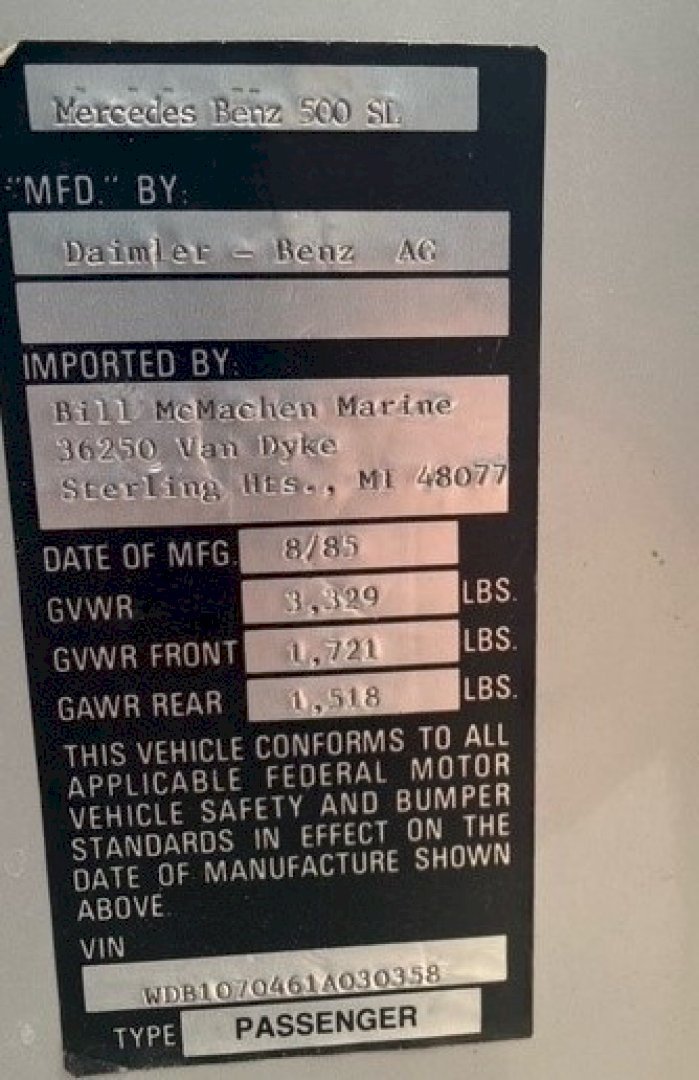 Mercedes Benz 500 SL
"MFD." BY:
Daimler - Benz AG
IMPORTED BY:
Bill McMachen Marine
36250 Van Dyke
Sterling Hts., MI 48077
DATE OF MFG. 8/85
GVWR 3,329 LBS.
GVWR FRONT 1,721 LBS.
GAWR REAR 1,518 LBS.
THIS VEHICLE CONFORMS TO ALL
APPLICABLE FEDERAL MOTOR
VEHICLE SAFETY AND BUMPER
STANDARDS IN EFFECT ON THE
DATE OF MANUFACTURE SHOWN
ABOVE.
VIN
WDB1070461A030358
TYPE PASSENGER